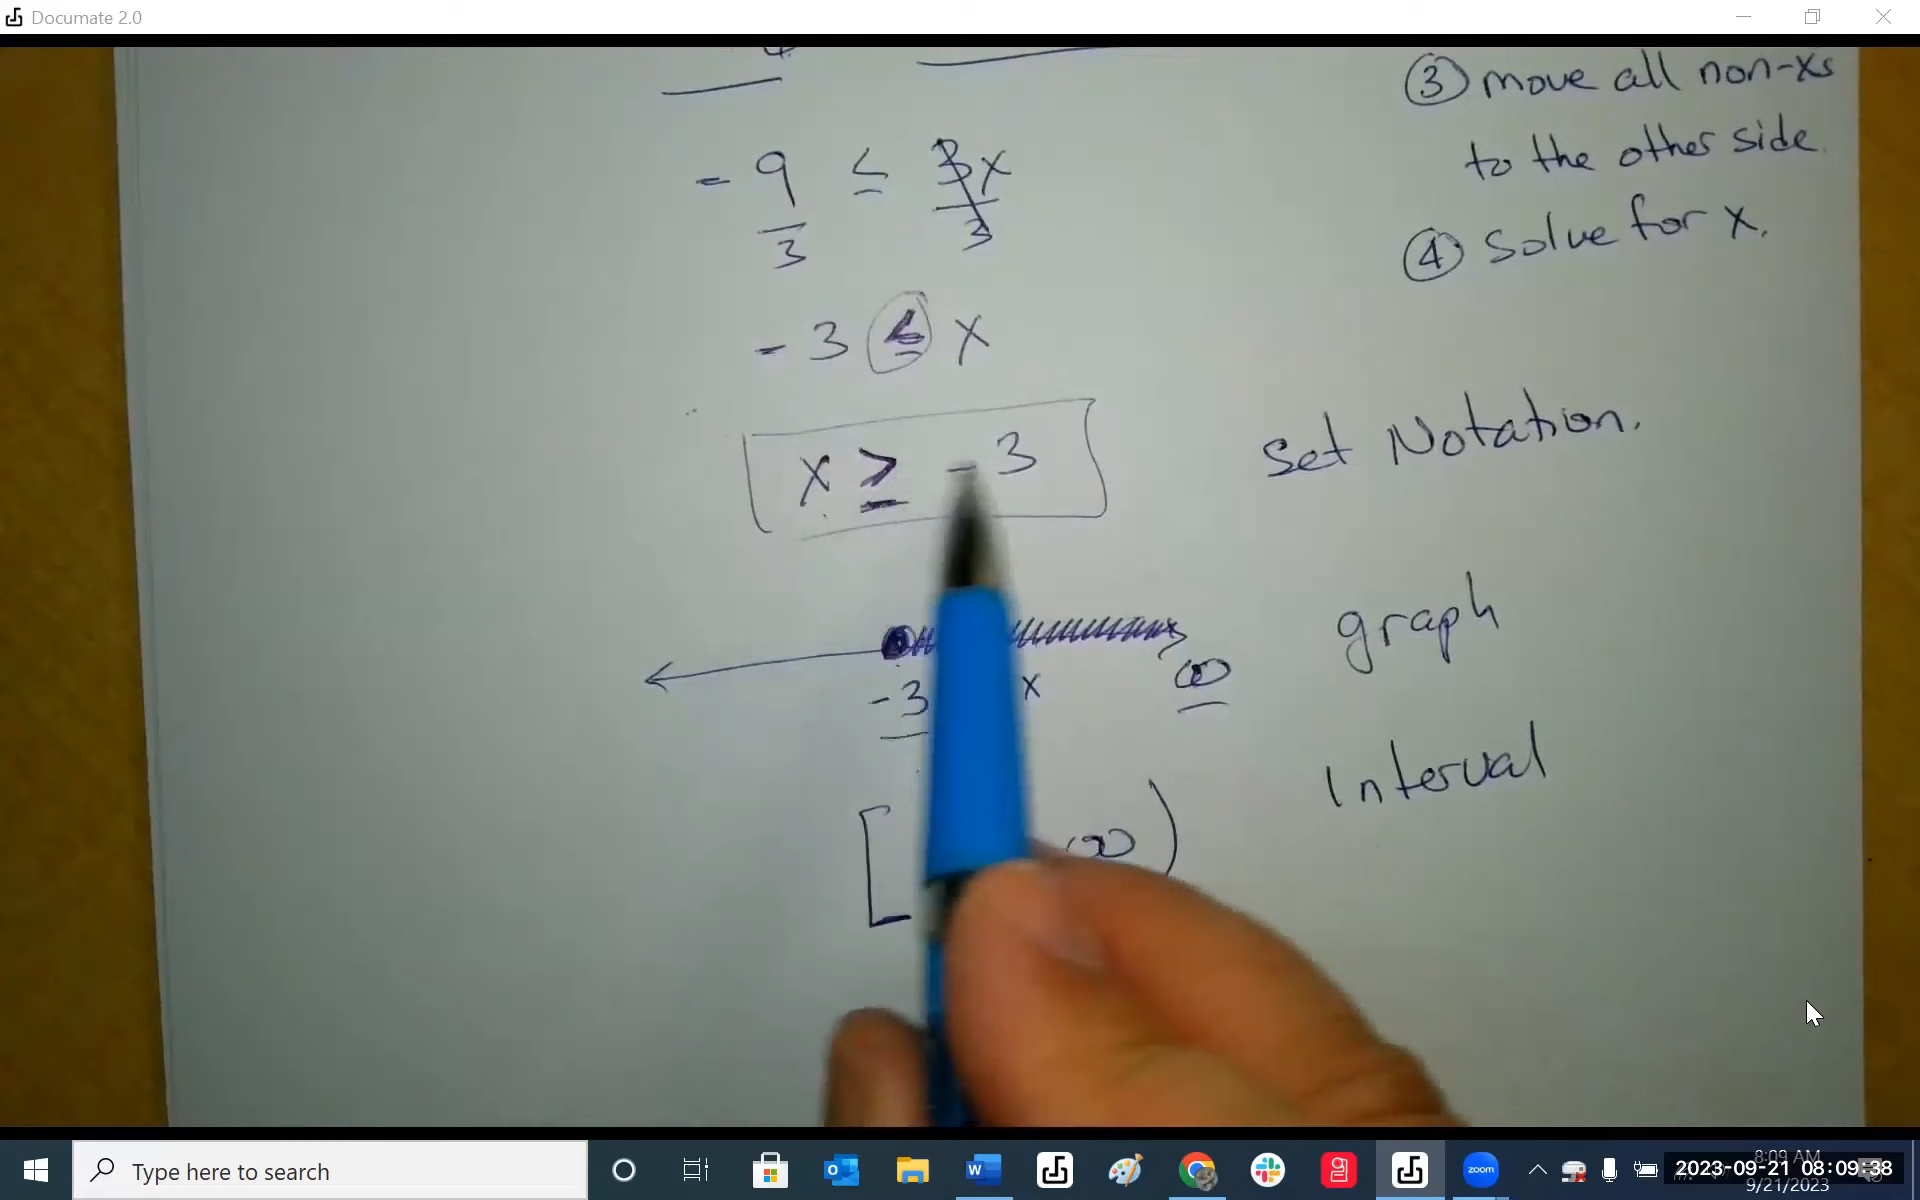 Documate 2.0
③ move all non-xs
to the other side.
④ Solve for x.
-9 ≤ 3x
3 3
-3 ≤ x
x ≥ -3
Set Notation.
graph
-3 x ∞
Interval
[ ∞)
Type here to search
zoom
8:09 AM
2023-09-21 08:09:38
9/21/2023